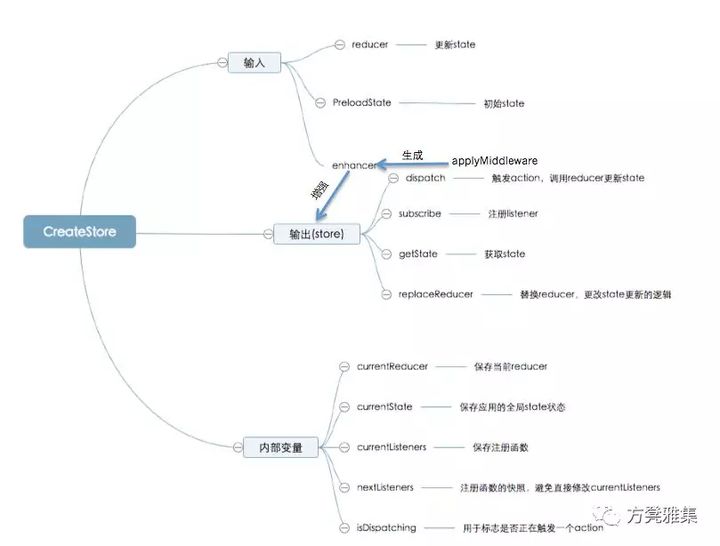 CreateStore
输入
reducer 更新state
PreloadState 初始state
enhancer 生成 applyMiddleware
增强
输出(store)
dispatch 触发action，调用reducer更新state
subscribe 注册listener
getState 获取state
replaceReducer 替换reducer，更改state更新的逻辑
内部变量
currentReducer 保存当前reducer
currentState 保存应用的全局state状态
currentListeners 保存注册函数
nextListeners 注册函数的快照，避免直接修改currentListeners
isDispatching 用于标志是否正在触发一个action
方凳雅集